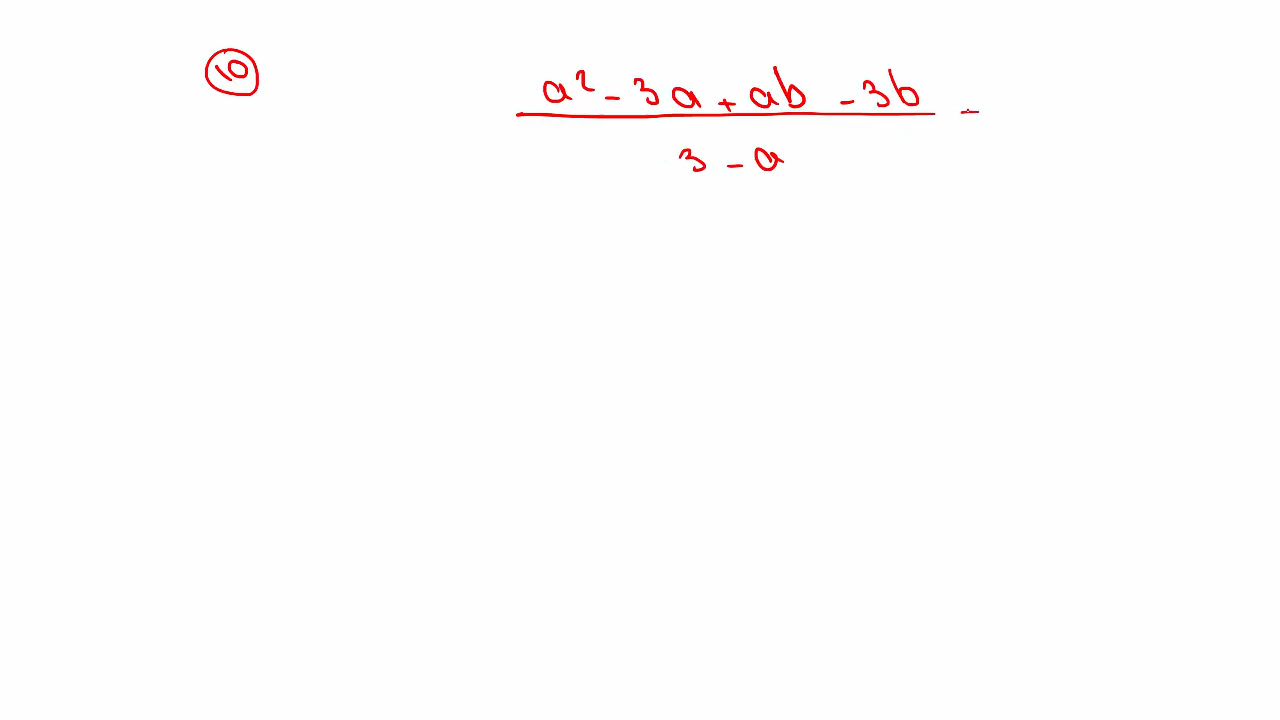 10
a² - 3a + ab - 3b =
3 - a